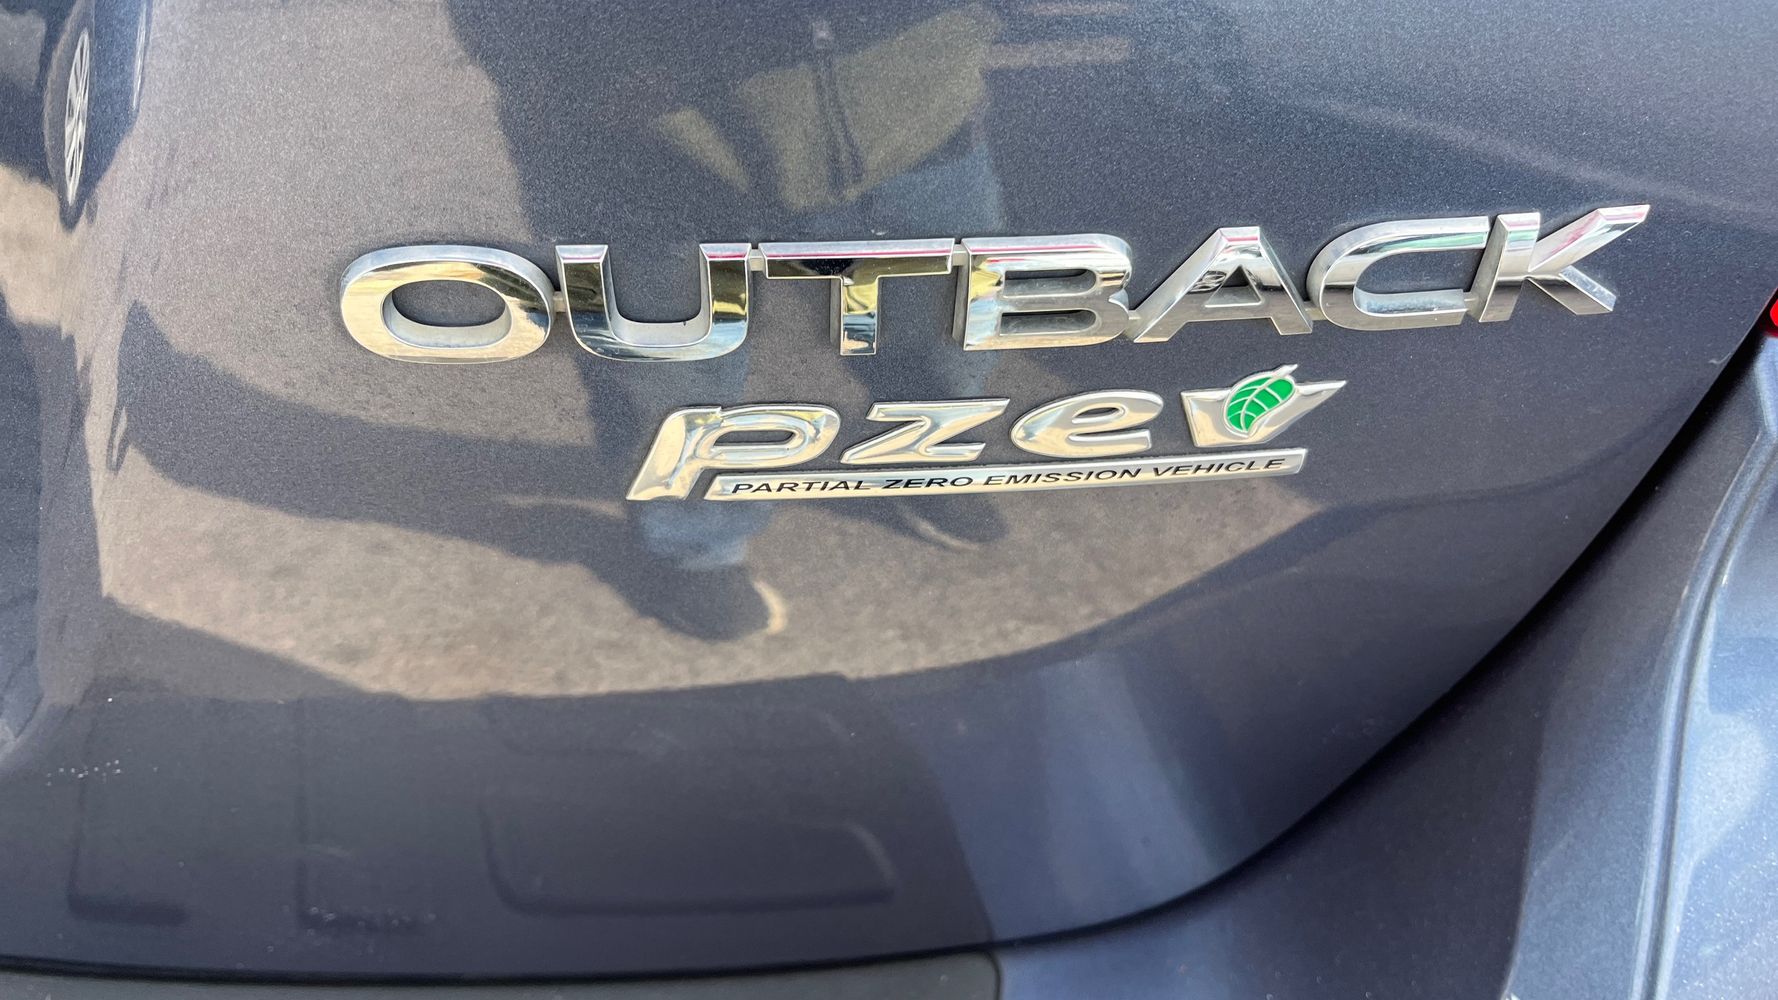 OUTBACK
pzev
PARTIAL ZERO EMISSION VEHICLE